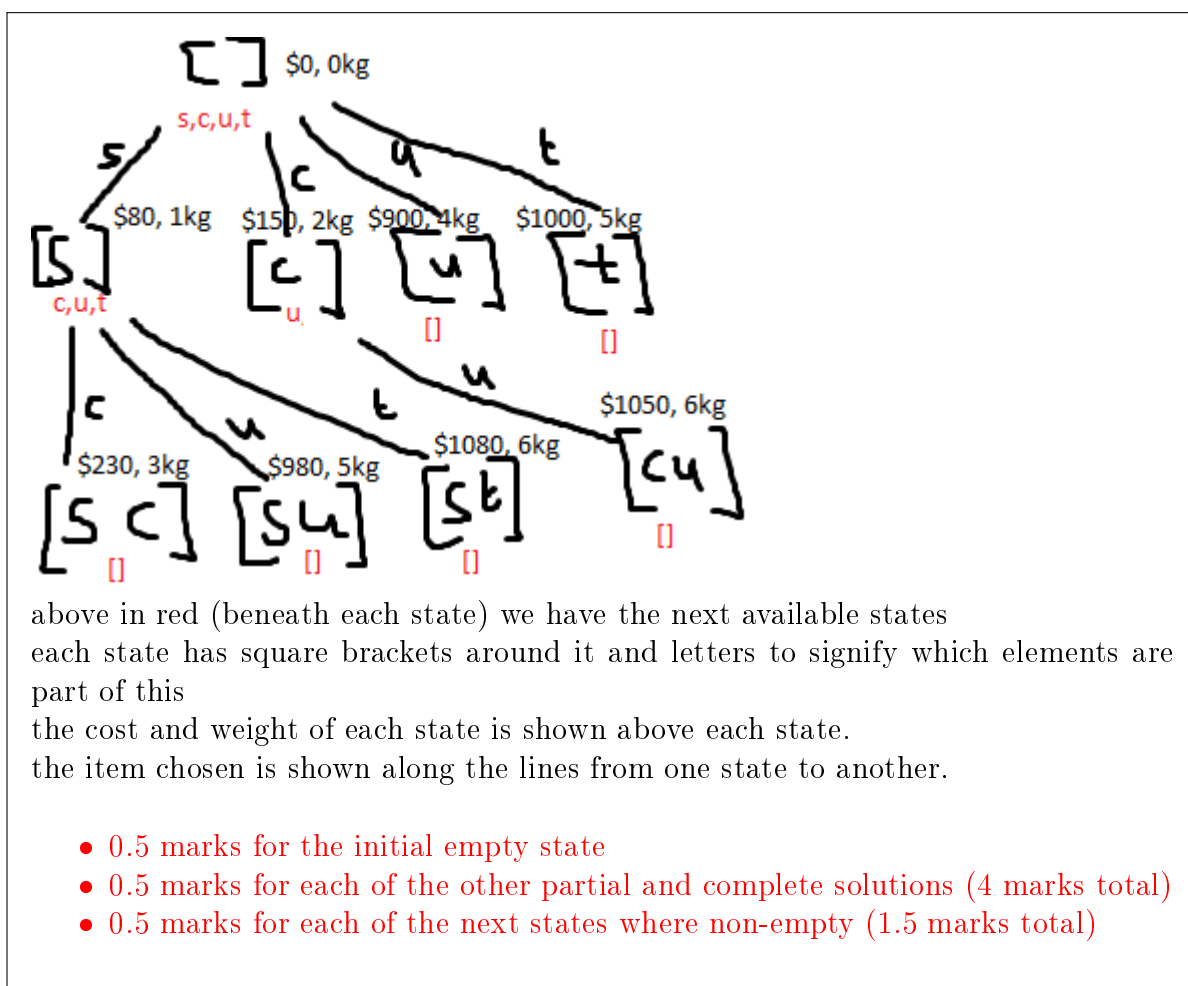 [ ] $0, 0kg
s,c,u,t
s c u t
$80, 1kg $150, 2kg $900, 4kg $1000, 5kg
[S] [c] [u] [t]
c,u,t u, [] []
c u t u
$1050, 6kg
$230, 3kg $980, 5kg $1080, 6kg
[S C] [Su] [St] [cu]
[] [] [] []
above in red (beneath each state) we have the next available states
each state has square brackets around it and letters to signify which elements are
part of this
the cost and weight of each state is shown above each state.
the item chosen is shown along the lines from one state to another.
• 0.5 marks for the initial empty state
• 0.5 marks for each of the other partial and complete solutions (4 marks total)
• 0.5 marks for each of the next states where non-empty (1.5 marks total)